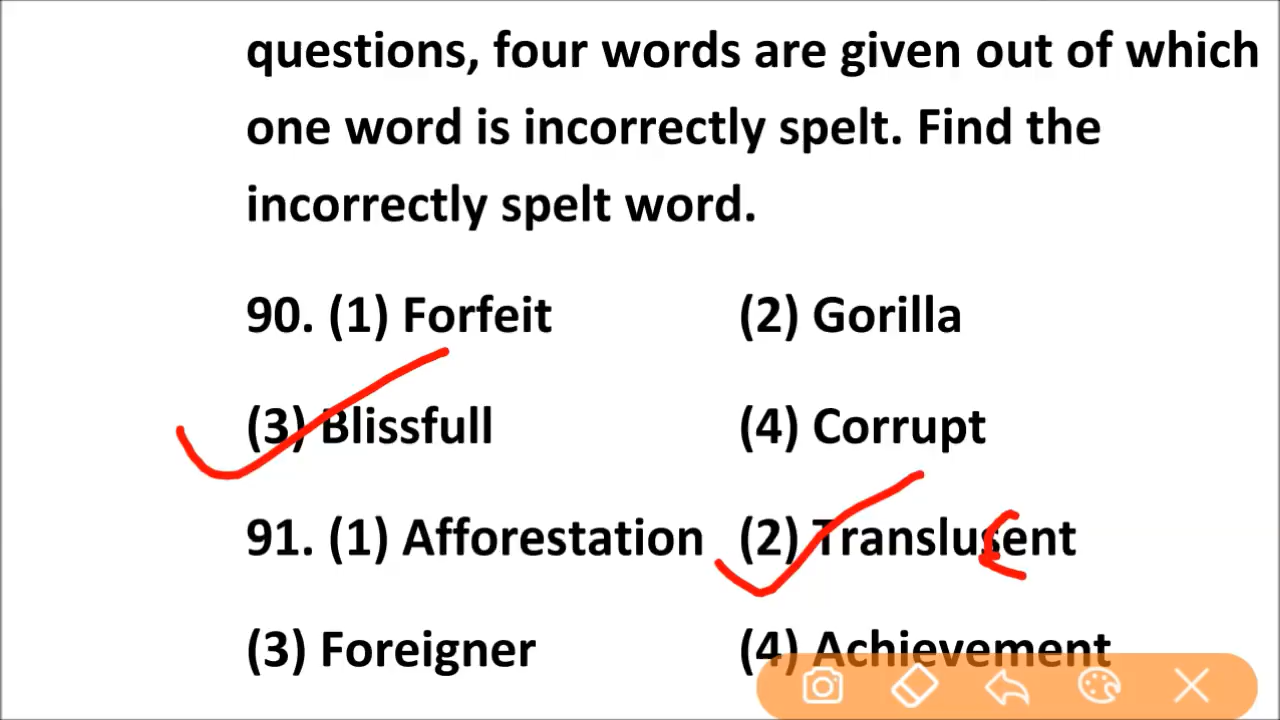 questions, four words are given out of which
one word is incorrectly spelt. Find the
incorrectly spelt word.
90. (1) Forfeit (2) Gorilla
(3) Blissfull (4) Corrupt
91. (1) Afforestation (2) Translusent
(3) Foreigner (4) Achievement